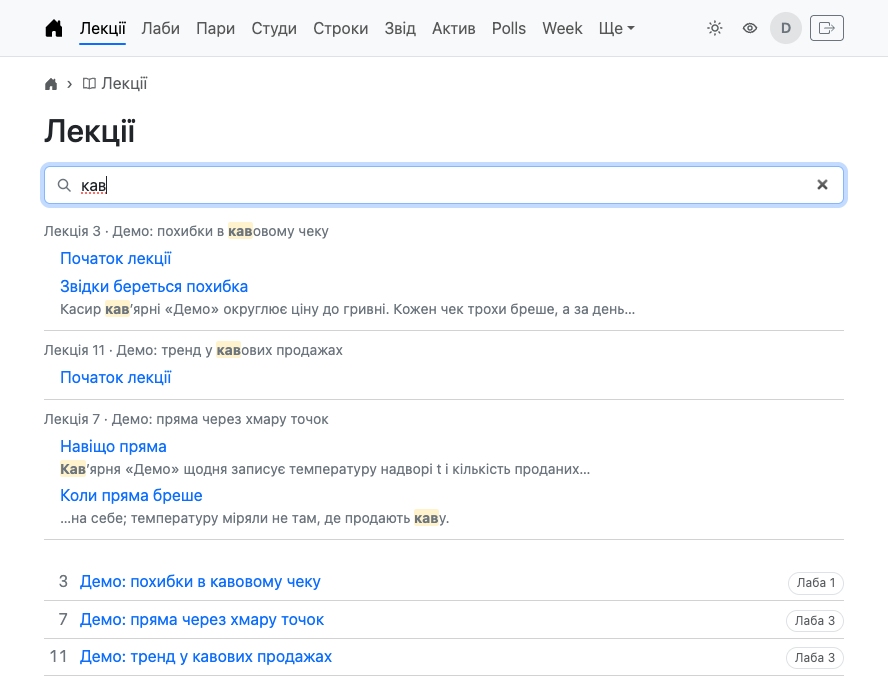 Лекції Лаби Пари Студи Строки Звід Актив Polls Week Ще D
› Лекції
Лекції
кав
Лекція 3 · Демо: похибки в кавовому чеку
Початок лекції
Звідки береться похибка
Касир кав’ярні «Демо» округлює ціну до гривні. Кожен чек трохи бреше, а за день…
Лекція 11 · Демо: тренд у кавових продажах
Початок лекції
Лекція 7 · Демо: пряма через хмару точок
Навіщо пряма
Кав’ярня «Демо» щодня записує температуру надворі t і кількість проданих…
Коли пряма бреше
…на себе; температуру міряли не там, де продають каву.
3 Демо: похибки в кавовому чеку Лаба 1
7 Демо: пряма через хмару точок Лаба 3
11 Демо: тренд у кавових продажах Лаба 3